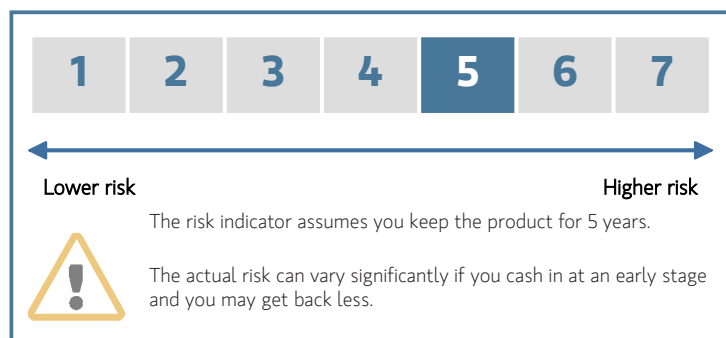 1 2 3 4 5 6 7
Lower risk Higher risk
The risk indicator assumes you keep the product for 5 years.
The actual risk can vary significantly if you cash in at an early stage
and you may get back less.